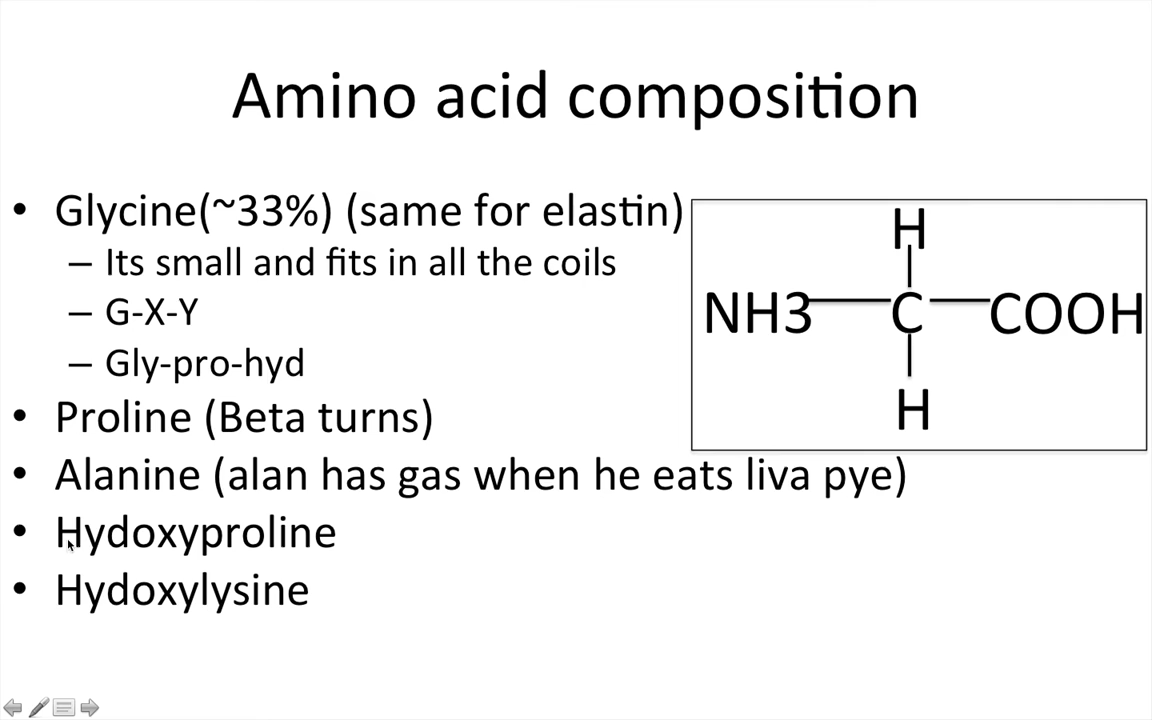 Amino acid composition
• Glycine(~33%) (same for elastin)
– Its small and fits in all the coils
– G-X-Y
– Gly-pro-hyd
• Proline (Beta turns)
• Alanine (alan has gas when he eats liva pye)
• Hydoxyproline
• Hydoxylysine
H
NH3 C COOH
H